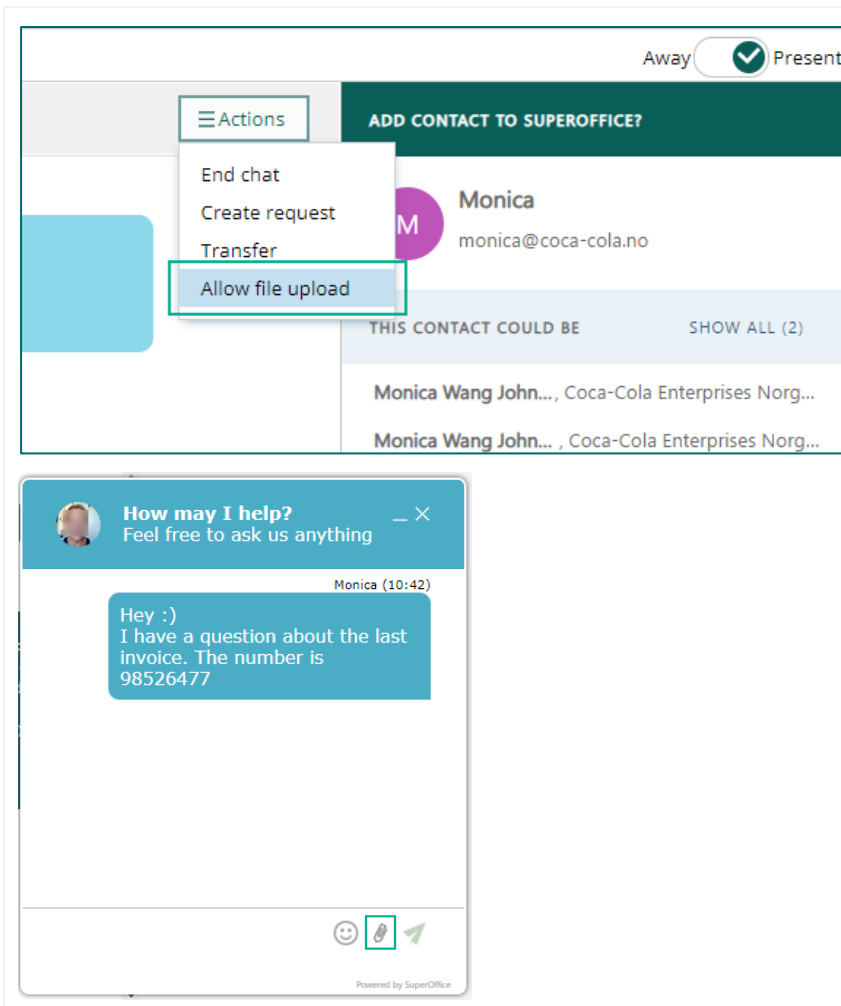 Away Present
Actions
ADD CONTACT TO SUPEROFFICE?
End chat
Create request
Transfer
Allow file upload
M
Monica
monica@coca-cola.no
THIS CONTACT COULD BE SHOW ALL (2)
Monica Wang John..., Coca-Cola Enterprises Norg...
Monica Wang John... , Coca-Cola Enterprises Norg...
How may I help?
Feel free to ask us anything
Monica (10:42)
Hey :)
I have a question about the last
invoice. The number is
98526477
Powered by SuperOffice